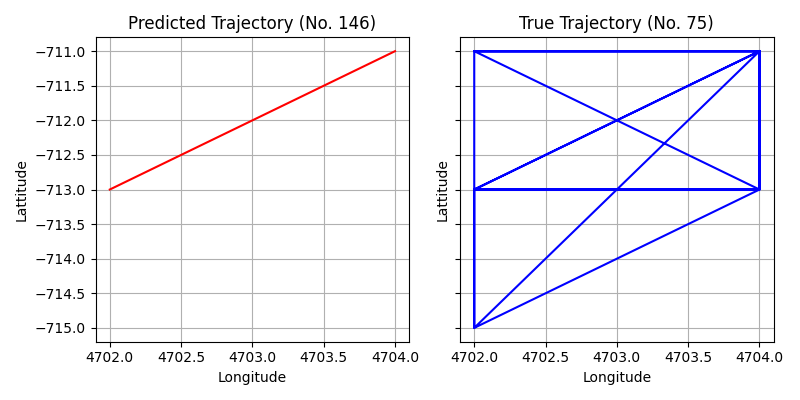 Predicted Trajectory (No. 146)
True Trajectory (No. 75)
Lattitude
−711.0
−711.5
−712.0
−712.5
−713.0
−713.5
−714.0
−714.5
−715.0
4702.0 4702.5 4703.0 4703.5 4704.0
Longitude
Lattitude
4702.0 4702.5 4703.0 4703.5 4704.0
Longitude